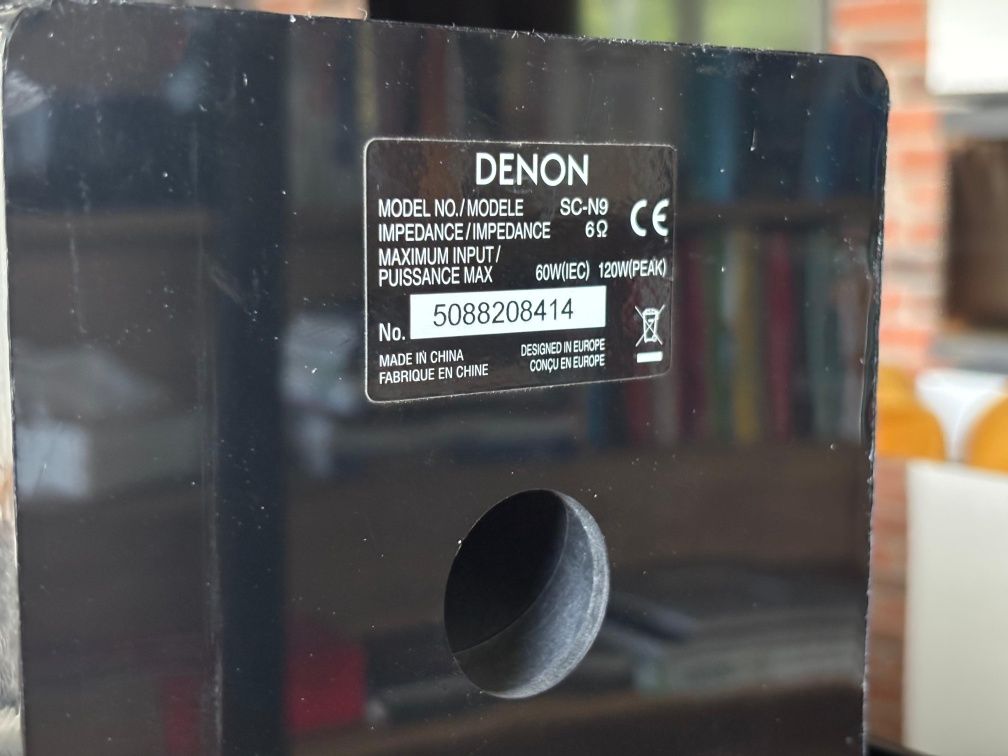 DENON
MODEL NO./MODELE SC-N9
IMPEDANCE/IMPEDANCE 6Ω
MAXIMUM INPUT/
PUISSANCE MAX 60W(IEC) 120W(PEAK)
CE
No. 5088208414
MADE IN CHINA
FABRIQUE EN CHINE
DESIGNED IN EUROPE
CONÇU EN EUROPE